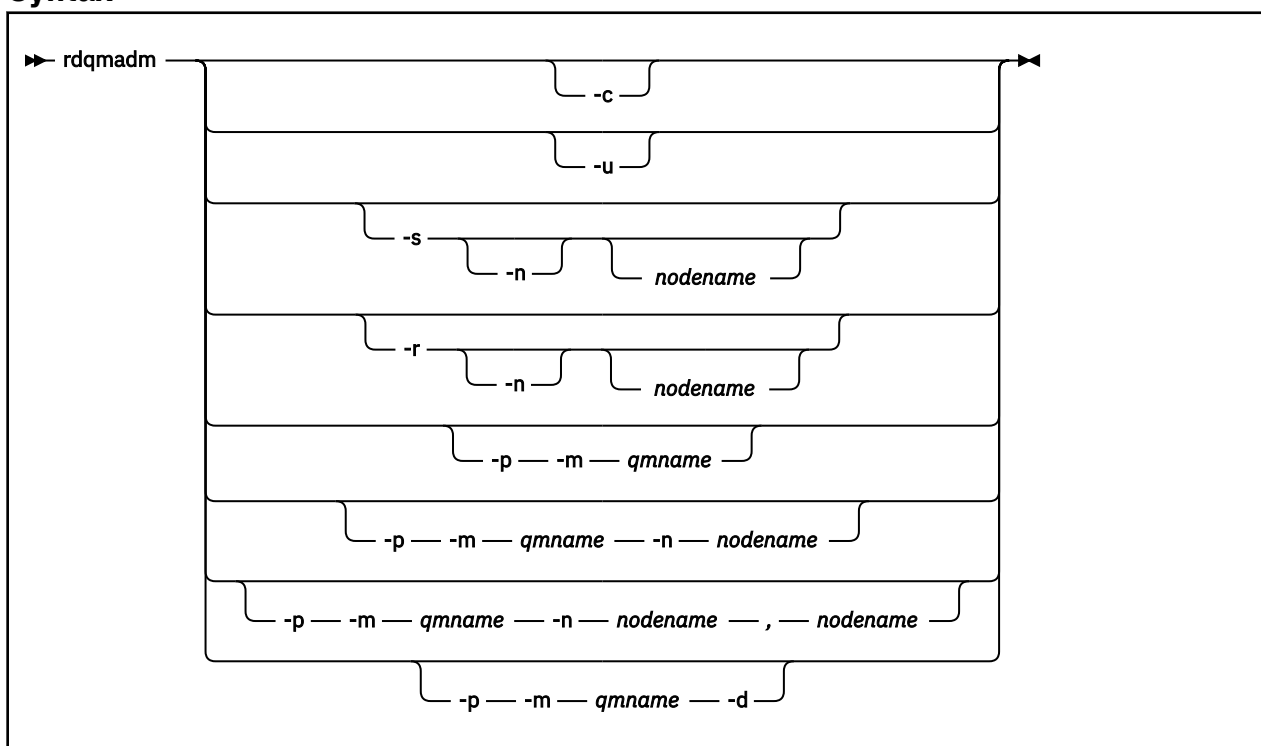 Syntax
rdqmadm
-c
-u
-s
-n nodename
-r
-n nodename
-p -m qmname
-p -m qmname -n nodename
-p -m qmname -n nodename , nodename
-p -m qmname -d